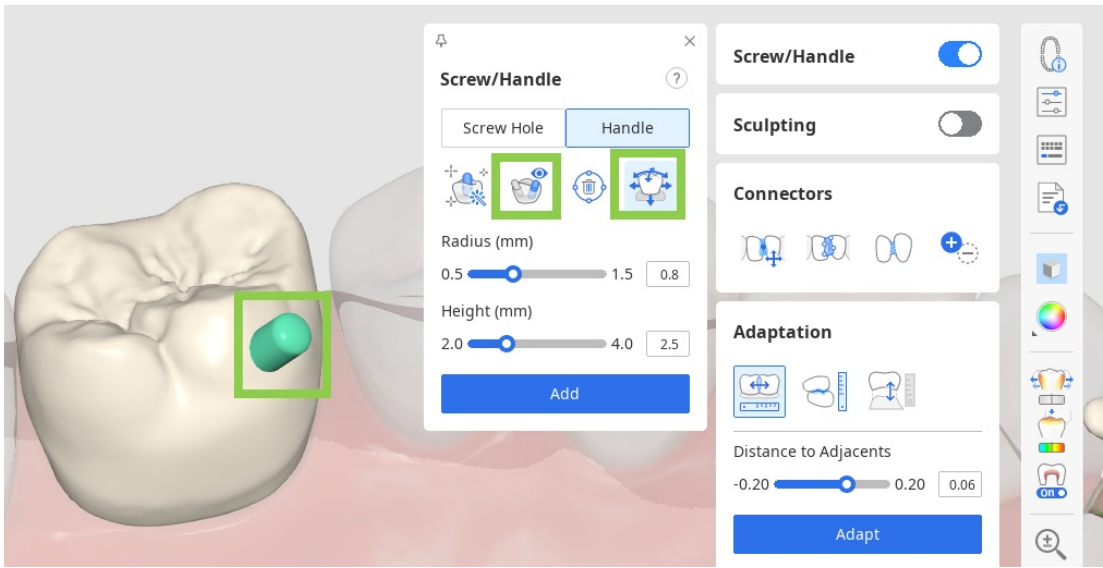 Screw/Handle
?
Screw Hole
Handle
Radius (mm)
0.5
1.5
0.8
Height (mm)
2.0
4.0
2.5
Add
Screw/Handle
Sculpting
Connectors
Adaptation
Distance to Adjacents
-0.20
0.20
0.06
Adapt
On